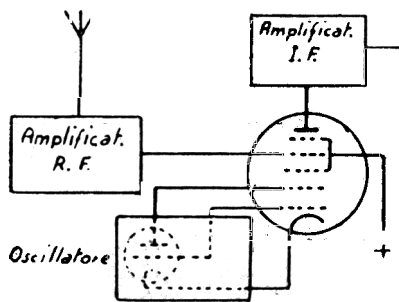 Amplificat.
I.F.
Amplificat.
R.F.
Oscillatore
+